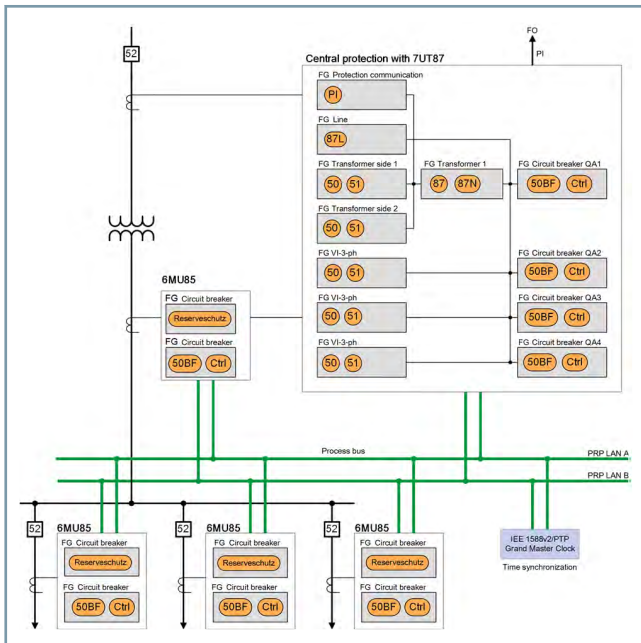 FO
PI
52
Central protection with 7UT87
FG Protection communication
PI
FG Line
87L
FG Transformer side 1
50 51
FG Transformer 1
87 87N
FG Circuit breaker QA1
50BF Ctrl
FG Transformer side 2
50 51
FG VI-3-ph
50 51
FG Circuit breaker QA2
50BF Ctrl
FG VI-3-ph
50 51
FG Circuit breaker QA3
50BF Ctrl
FG VI-3-ph
50 51
FG Circuit breaker QA4
50BF Ctrl
6MU85
FG Circuit breaker
Reserveschutz
FG Circuit breaker
50BF Ctrl
Process bus
PRP LAN A
PRP LAN B
52
6MU85
FG Circuit breaker
Reserveschutz
FG Circuit breaker
50BF Ctrl
52
6MU85
FG Circuit breaker
Reserveschutz
FG Circuit breaker
50BF Ctrl
52
6MU85
FG Circuit breaker
Reserveschutz
FG Circuit breaker
50BF Ctrl
IEE 1588v2/PTP
Grand Master Clock
Time synchronization